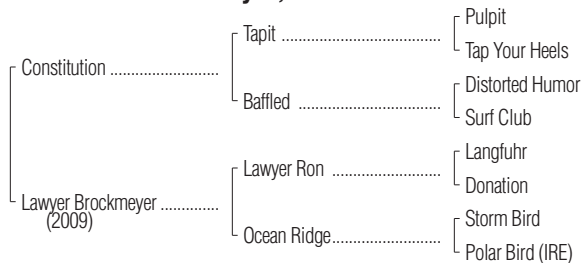 Pulpit
Tapit ................................
Tap Your Heels
Constitution ......................
Distorted Humor
Baffled .............................
Surf Club
Langfuhr
Lawyer Ron ......................
Donation
Lawyer Brockmeyer ..............
(2009)
Storm Bird
Ocean Ridge......................
Polar Bird (IRE)